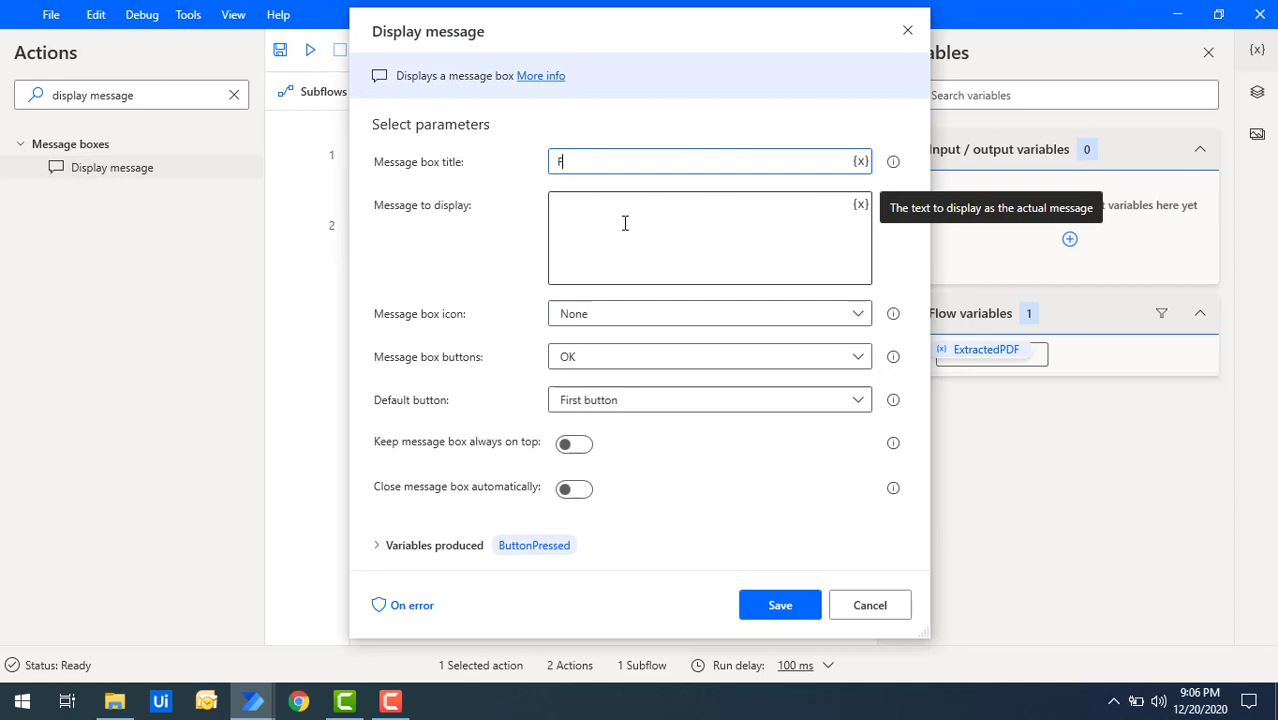 File Edit Debug Tools View Help
Actions
display message
Message boxes
Display message
Subflows
1
2
Display message
Displays a message box More info
Select parameters
Message box title: F {x}
Message to display: {x}
The text to display as the actual message
Message box icon: None
Message box buttons: OK
Default button: First button
Keep message box always on top:
Close message box automatically:
Variables produced ButtonPressed
On error
Save
Cancel
ables
{x}
Search variables
Input / output variables 0
t variables here yet
Flow variables 1
{x} ExtractedPDF
Status: Ready
1 Selected action
2 Actions
1 Subflow
Run delay: 100 ms
Ui
9:06 PM
12/20/2020